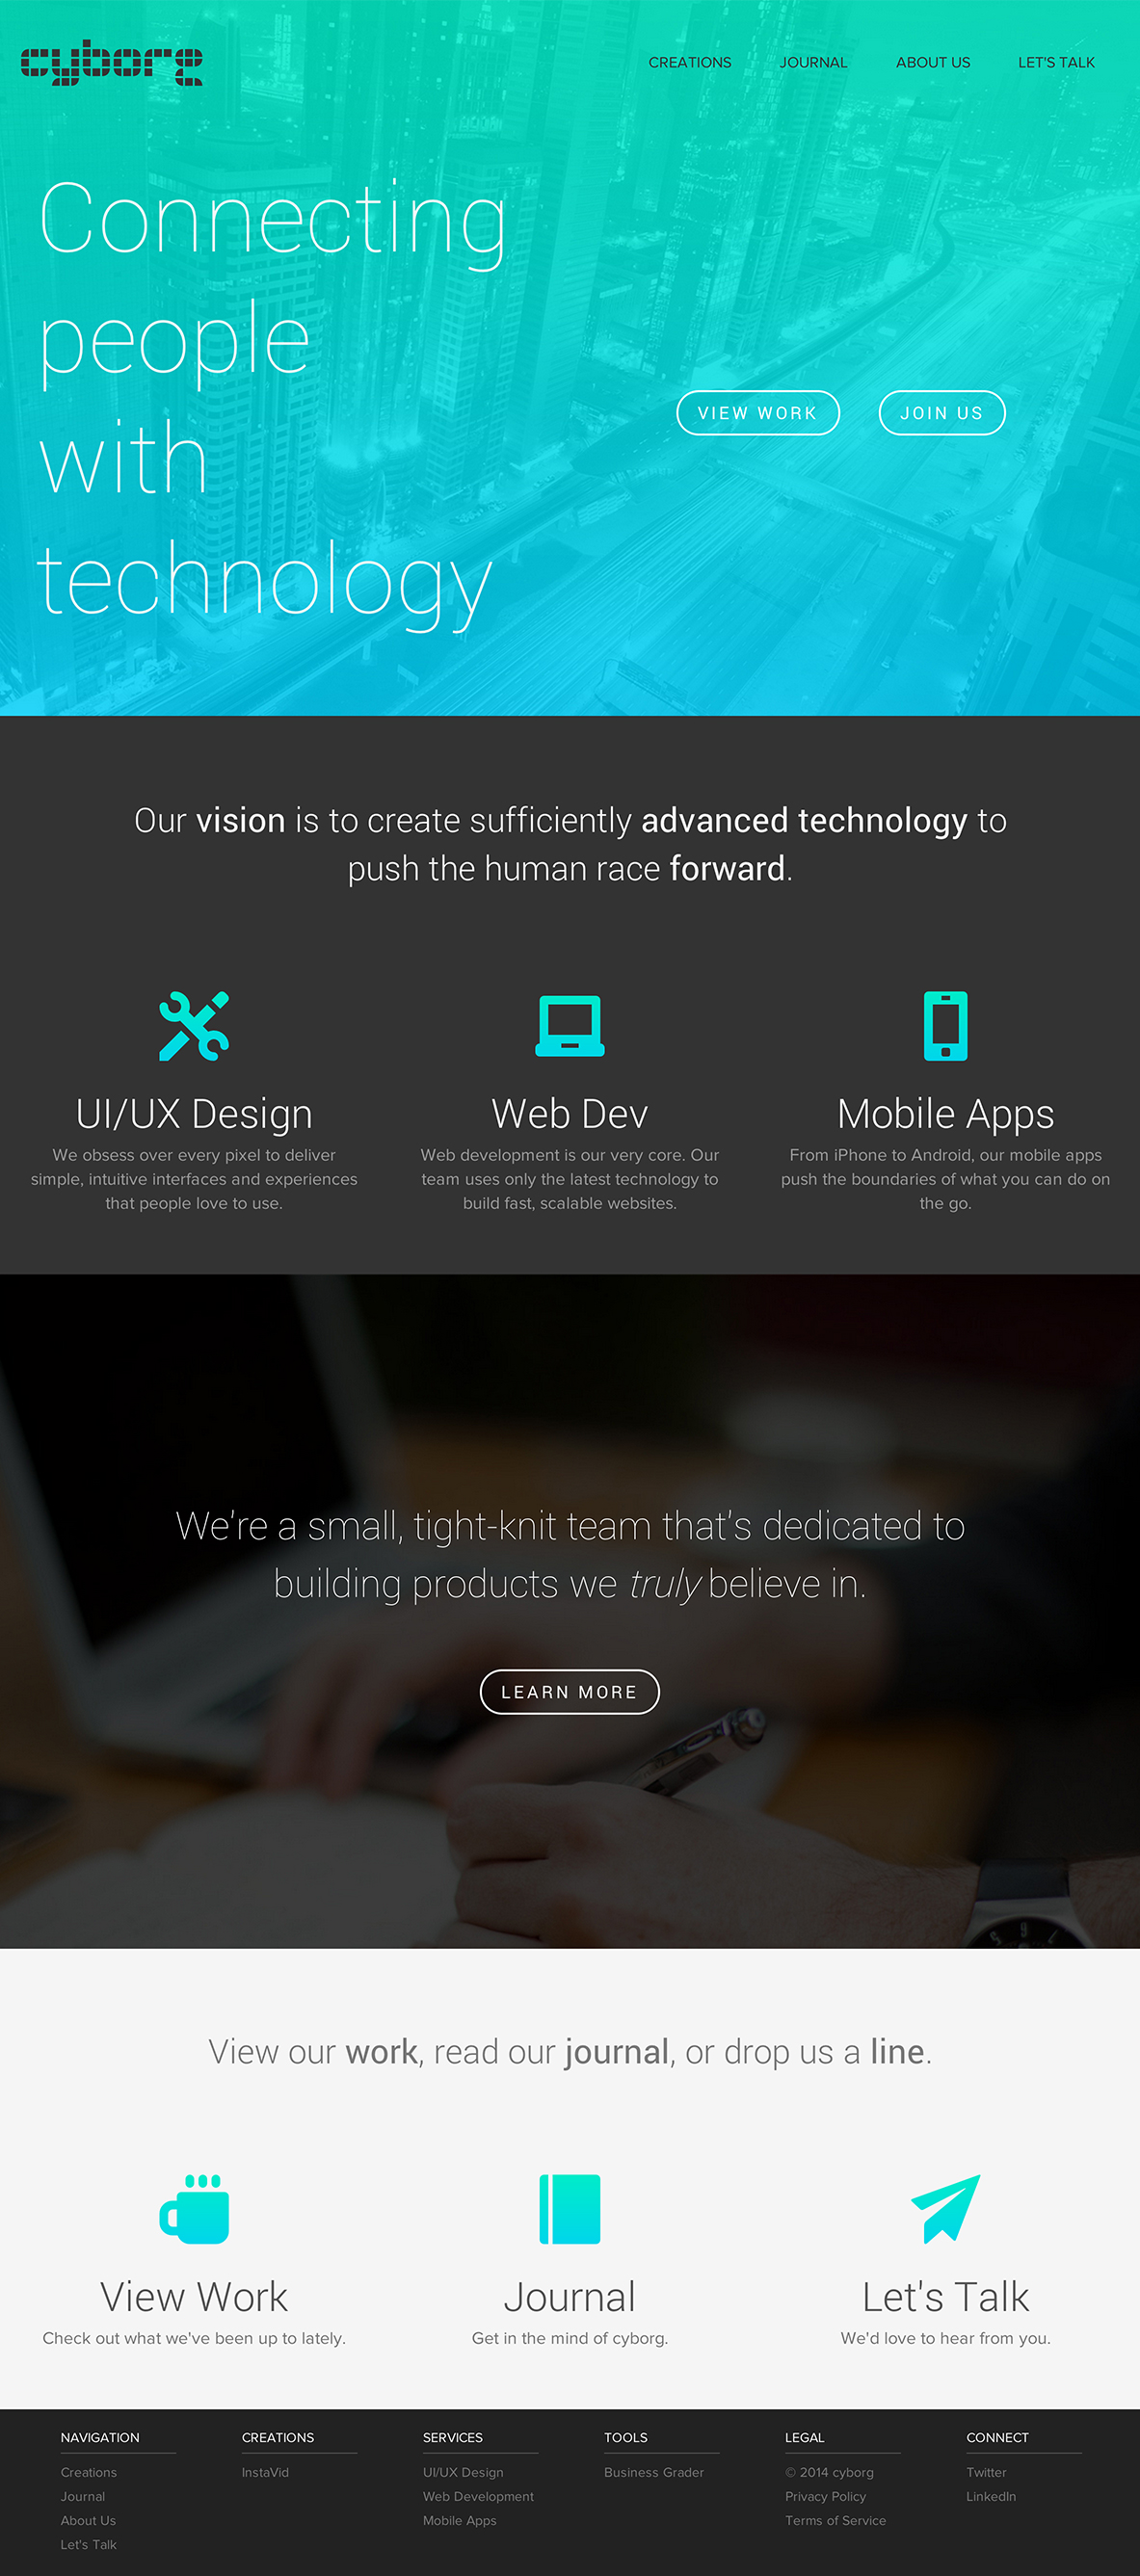 cyborg
CREATIONS JOURNAL ABOUT US LET'S TALK
Connecting
people
with
technology
VIEW WORK JOIN US
Our vision is to create sufficiently advanced technology to
push the human race forward.
UI/UX Design
We obsess over every pixel to deliver
simple, intuitive interfaces and experiences
that people love to use.
Web Dev
Web development is our very core. Our
team uses only the latest technology to
build fast, scalable websites.
Mobile Apps
From iPhone to Android, our mobile apps
push the boundaries of what you can do on
the go.
We're a small, tight-knit team that's dedicated to
building products we truly believe in.
LEARN MORE
View our work, read our journal, or drop us a line.
View Work
Check out what we've been up to lately.
Journal
Get in the mind of cyborg.
Let's Talk
We'd love to hear from you.
NAVIGATION
Creations
Journal
About Us
Let's Talk
CREATIONS
InstaVid
SERVICES
UI/UX Design
Web Development
Mobile Apps
TOOLS
Business Grader
LEGAL
© 2014 cyborg
Privacy Policy
Terms of Service
CONNECT
Twitter
LinkedIn